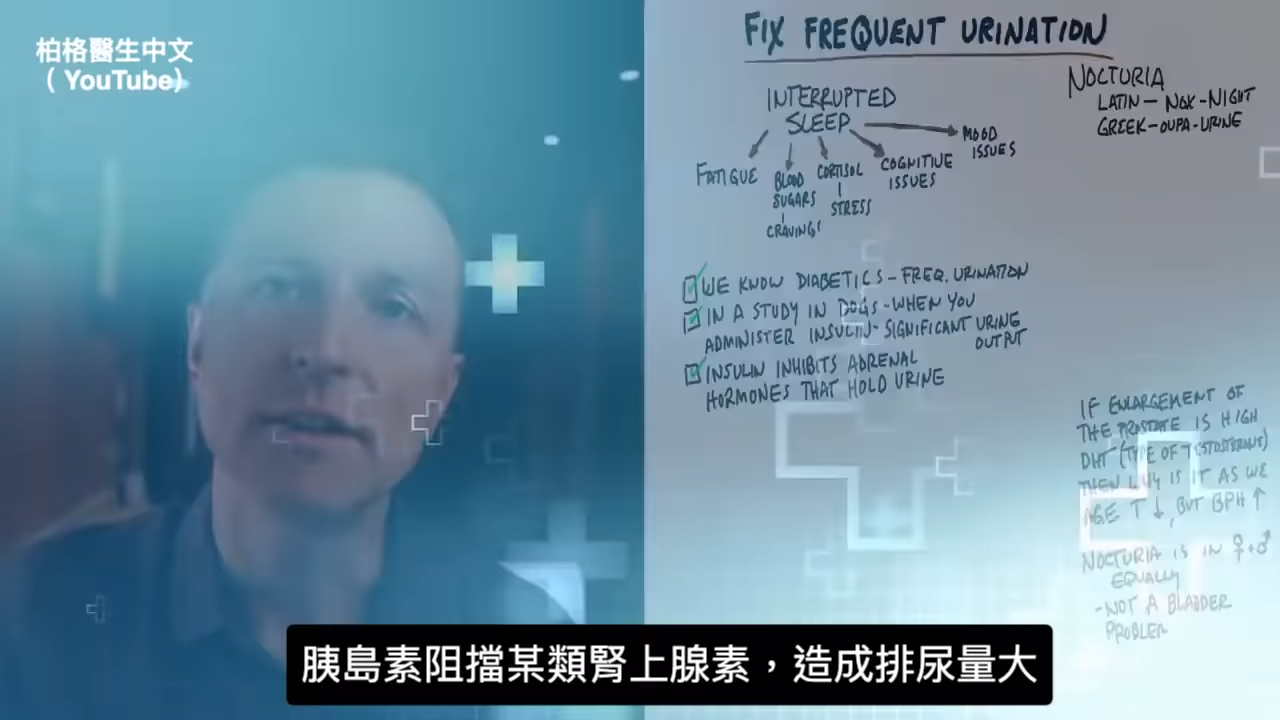 柏格醫生中文
（ YouTube）
FIX FREQUENT URINATION
INTERRUPTED
SLEEP
FATIGUE
BLOOD
SUGARS
CRAVINGS
CORTISOL
STRESS
COGNITIVE
ISSUES
MOOD
ISSUES
NOCTURIA
LATIN – NOX – NIGHT
GREEK – OUPA – URINE
WE KNOW DIABETICS – FREQ. URINATION
IN A STUDY IN DOGS – WHEN YOU
ADMINISTER INSULIN – SIGNIFICANT URINE
OUTPUT
INSULIN INHIBITS ADRENAL
HORMONES THAT HOLD URINE
IF ENLARGEMENT OF
THE PROSTATE IS HIGH
DHT (TYPE OF TESTOSTERONE)
THEN WHY IS IT AS WE
AGE T ↓, BUT BPH ↑
NOCTURIA IS IN ♀+♂
EQUALLY
- NOT A BLADDER
PROBLEM
胰島素阻擋某類腎上腺素，造成排尿量大